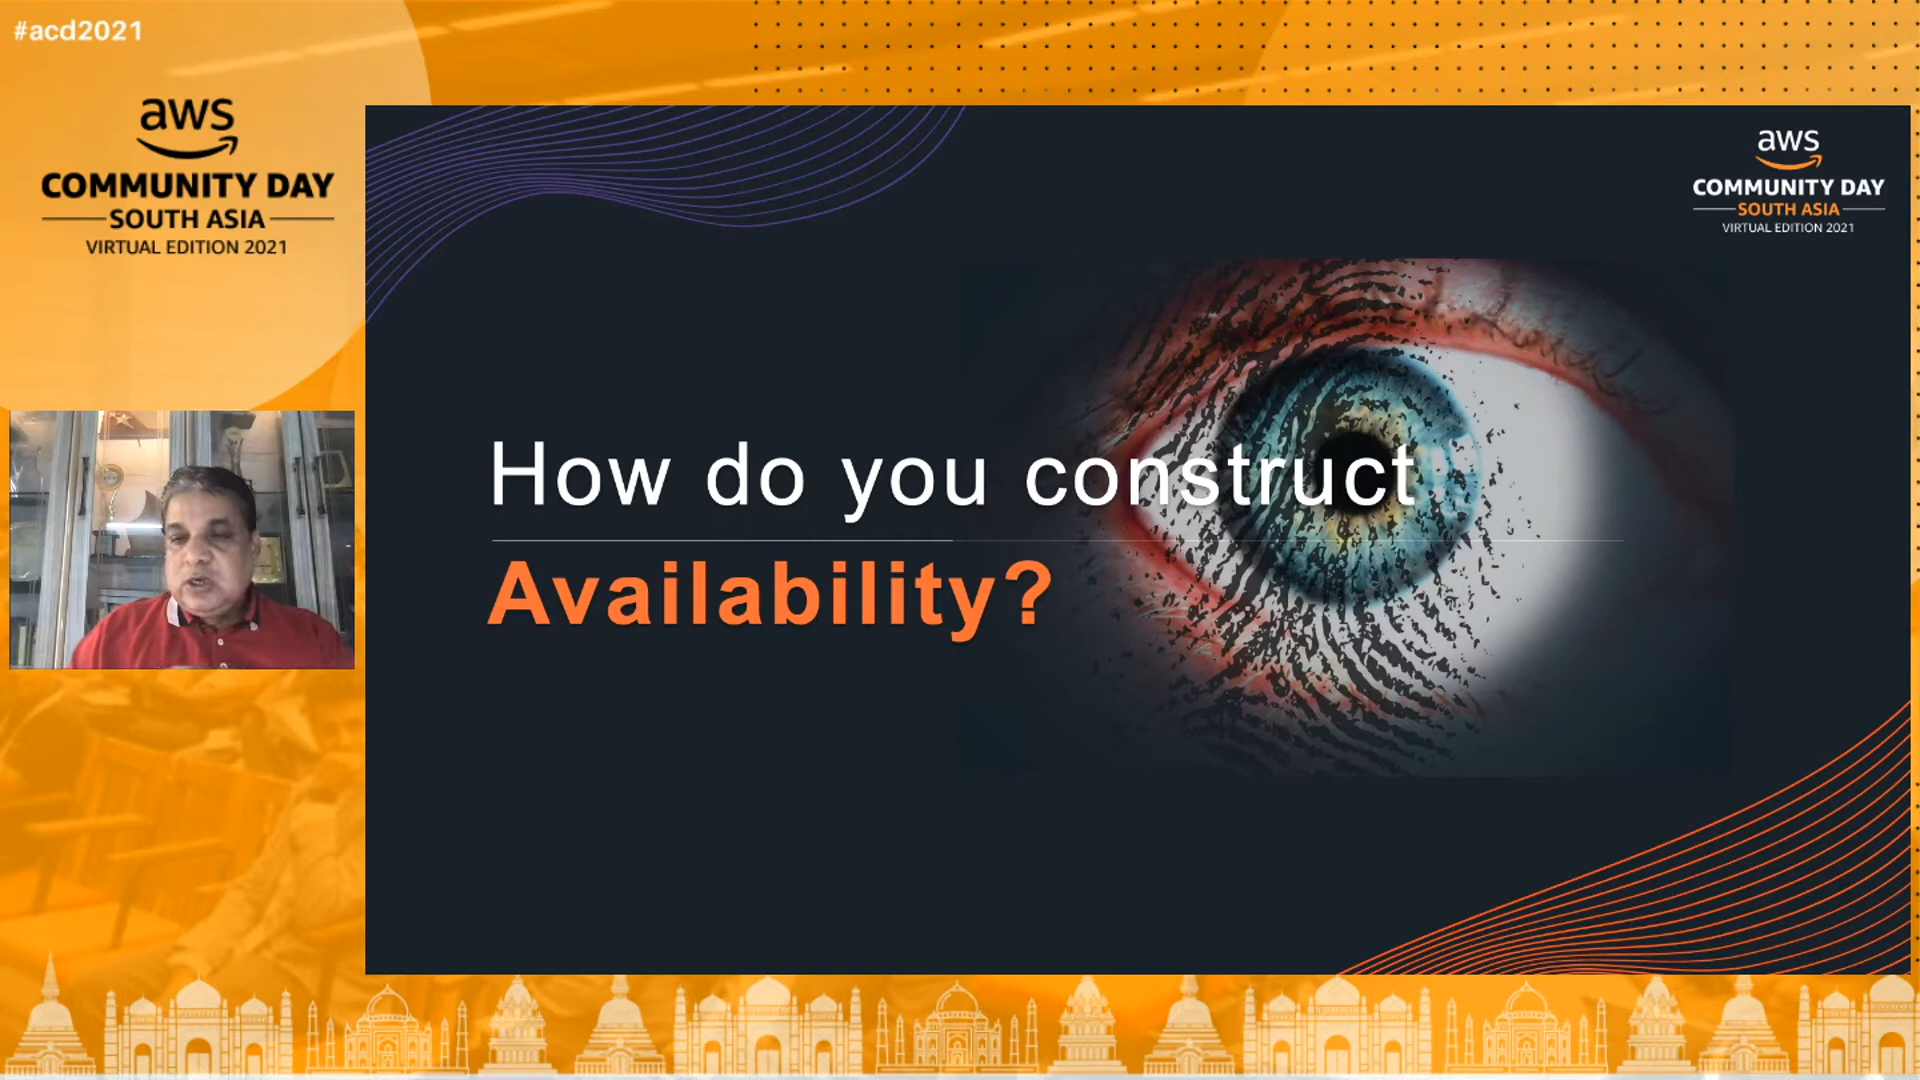 #acd2021
aws
COMMUNITY DAY
SOUTH ASIA
VIRTUAL EDITION 2021
aws
COMMUNITY DAY
SOUTH ASIA
VIRTUAL EDITION 2021
How do you construct
Availability?